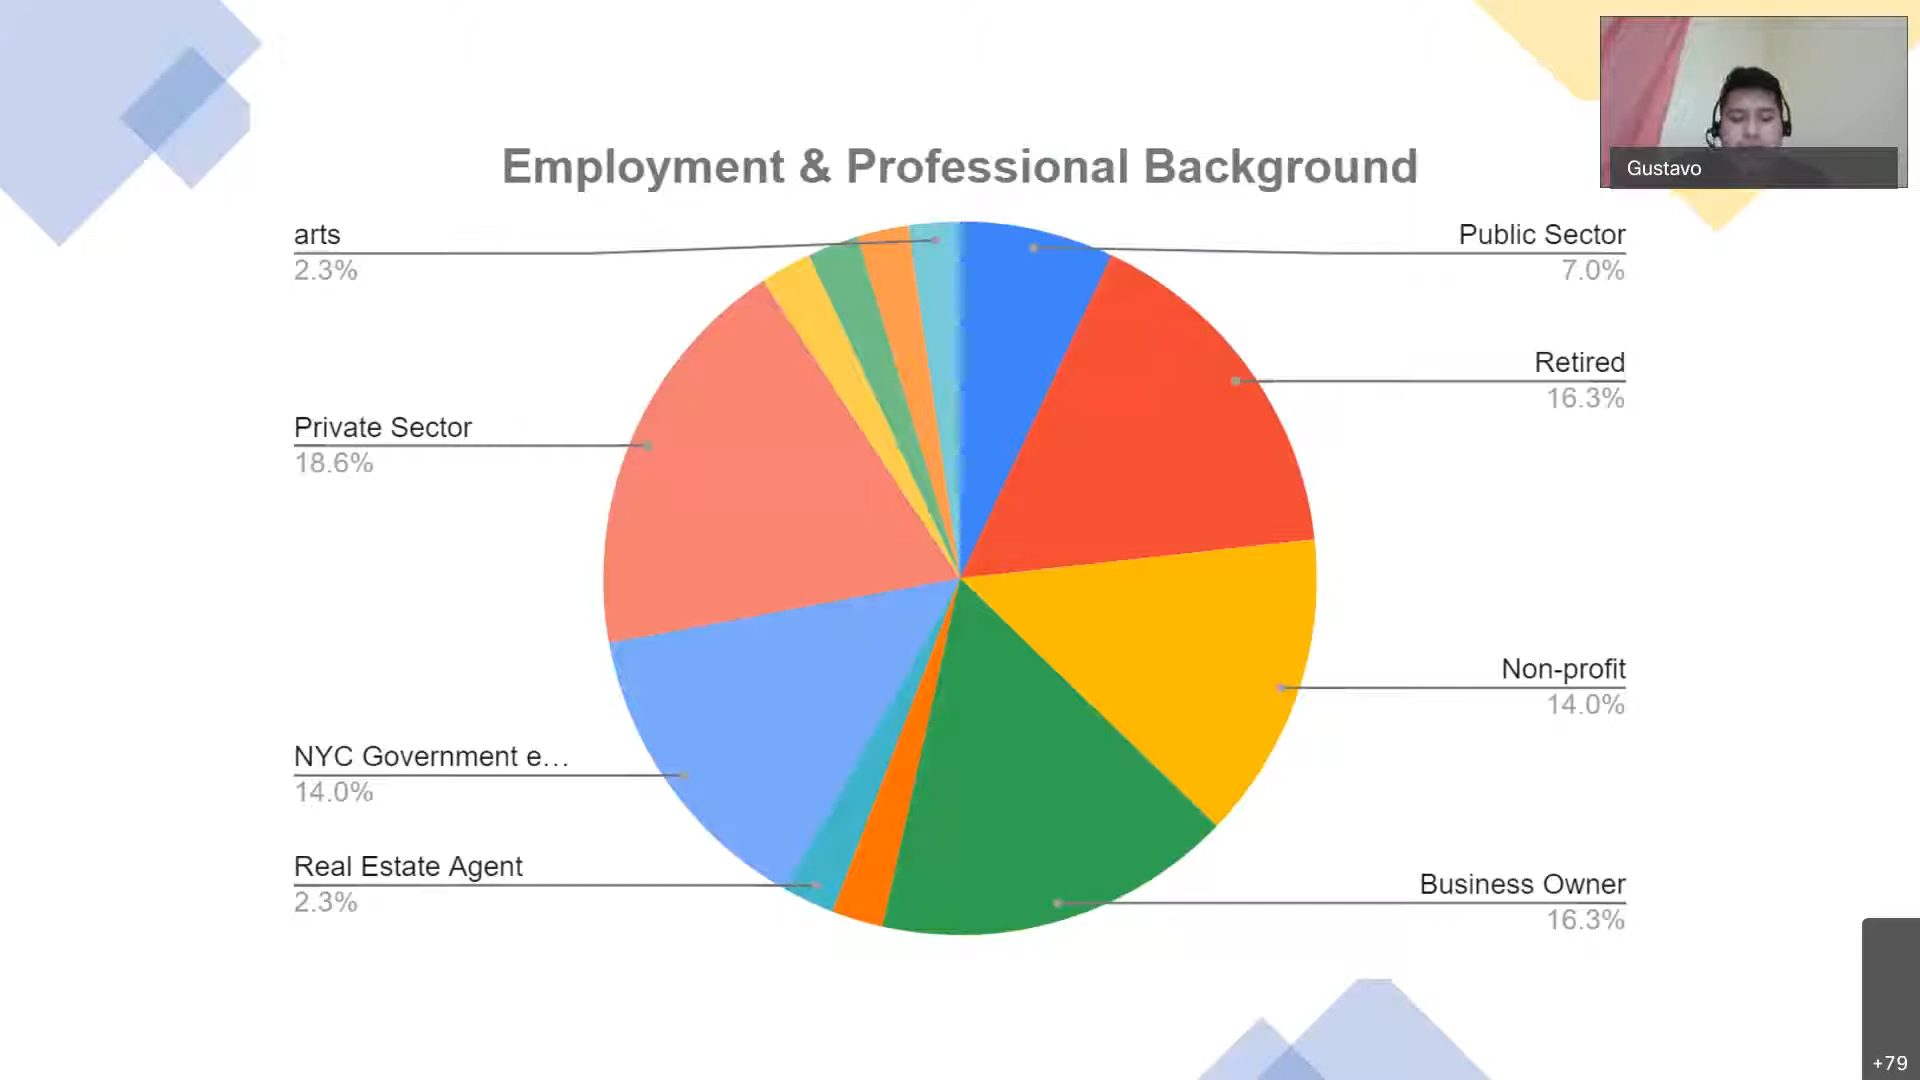 Gustavo
Employment & Professional Background
arts
2.3%
Private Sector
18.6%
NYC Government e...
14.0%
Real Estate Agent
2.3%
Public Sector
7.0%
Retired
16.3%
Non-profit
14.0%
Business Owner
16.3%
+79